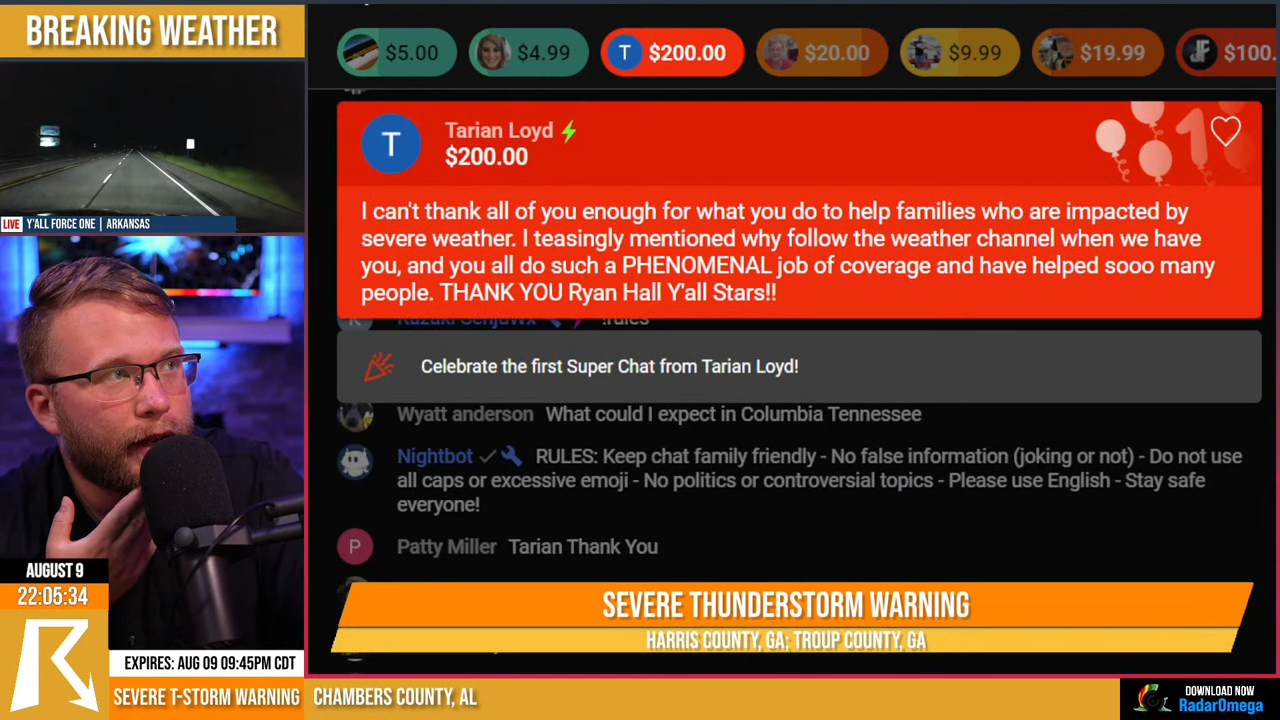 BREAKING WEATHER
$5.00
$4.99
T $200.00
$20.00
$9.99
$19.99
JF $100.
T
Tarian Loyd
$200.00
I can't thank all of you enough for what you do to help families who are impacted by
severe weather. I teasingly mentioned why follow the weather channel when we have
you, and you all do such a PHENOMENAL job of coverage and have helped sooo many
people. THANK YOU Ryan Hall Y'all Stars!!
!rules
Celebrate the first Super Chat from Tarian Loyd!
Wyatt anderson What could I expect in Columbia Tennessee
Nightbot RULES: Keep chat family friendly - No false information (joking or not) - Do not use
all caps or excessive emoji - No politics or controversial topics - Please use English - Stay safe
everyone!
P Patty Miller Tarian Thank You
LIVE Y'ALL FORCE ONE | ARKANSAS
AUGUST 9
22:05:34
SEVERE THUNDERSTORM WARNING
HARRIS COUNTY, GA; TROUP COUNTY, GA
R
EXPIRES: AUG 09 09:45PM CDT
SEVERE T-STORM WARNING CHAMBERS COUNTY, AL
DOWNLOAD NOW
RadarOmega